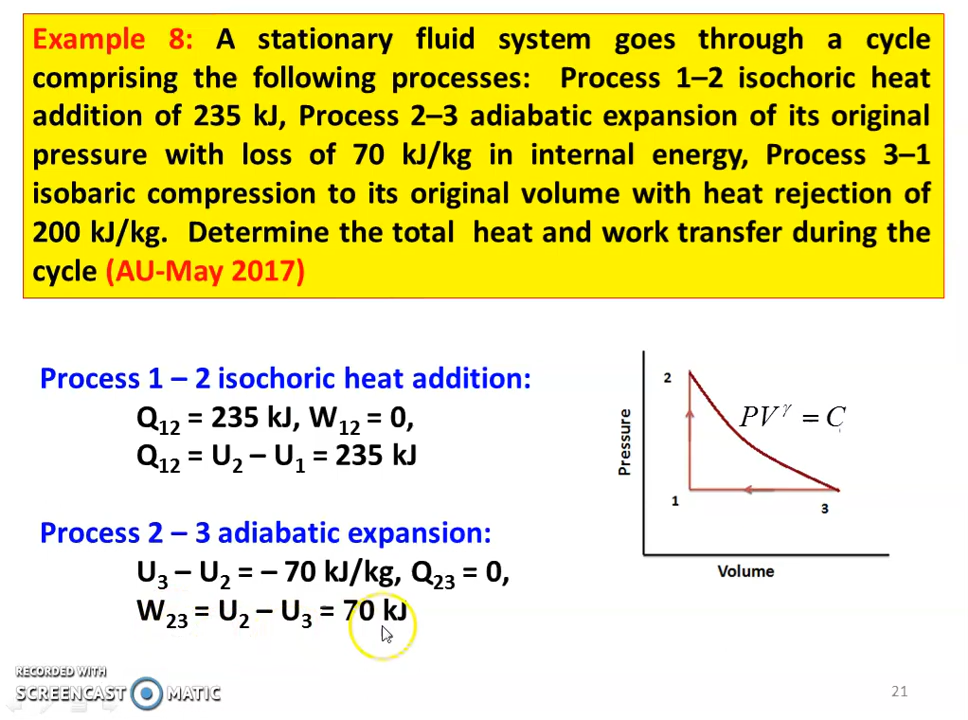 Example 8: A stationary fluid system goes through a cycle
comprising the following processes: Process 1–2 isochoric heat
addition of 235 kJ, Process 2–3 adiabatic expansion of its original
pressure with loss of 70 kJ/kg in internal energy, Process 3–1
isobaric compression to its original volume with heat rejection of
200 kJ/kg. Determine the total heat and work transfer during the
cycle (AU-May 2017)
Process 1 – 2 isochoric heat addition:
Q₁₂ = 235 kJ, W₁₂ = 0,
Q₁₂ = U₂ – U₁ = 235 kJ
Process 2 – 3 adiabatic expansion:
U₃ – U₂ = – 70 kJ/kg, Q₂₃ = 0,
W₂₃ = U₂ – U₃ = 70 kJ
2
PV^γ = C
Pressure
1
3
Volume
RECORDED WITH
SCREENCAST MATIC
21